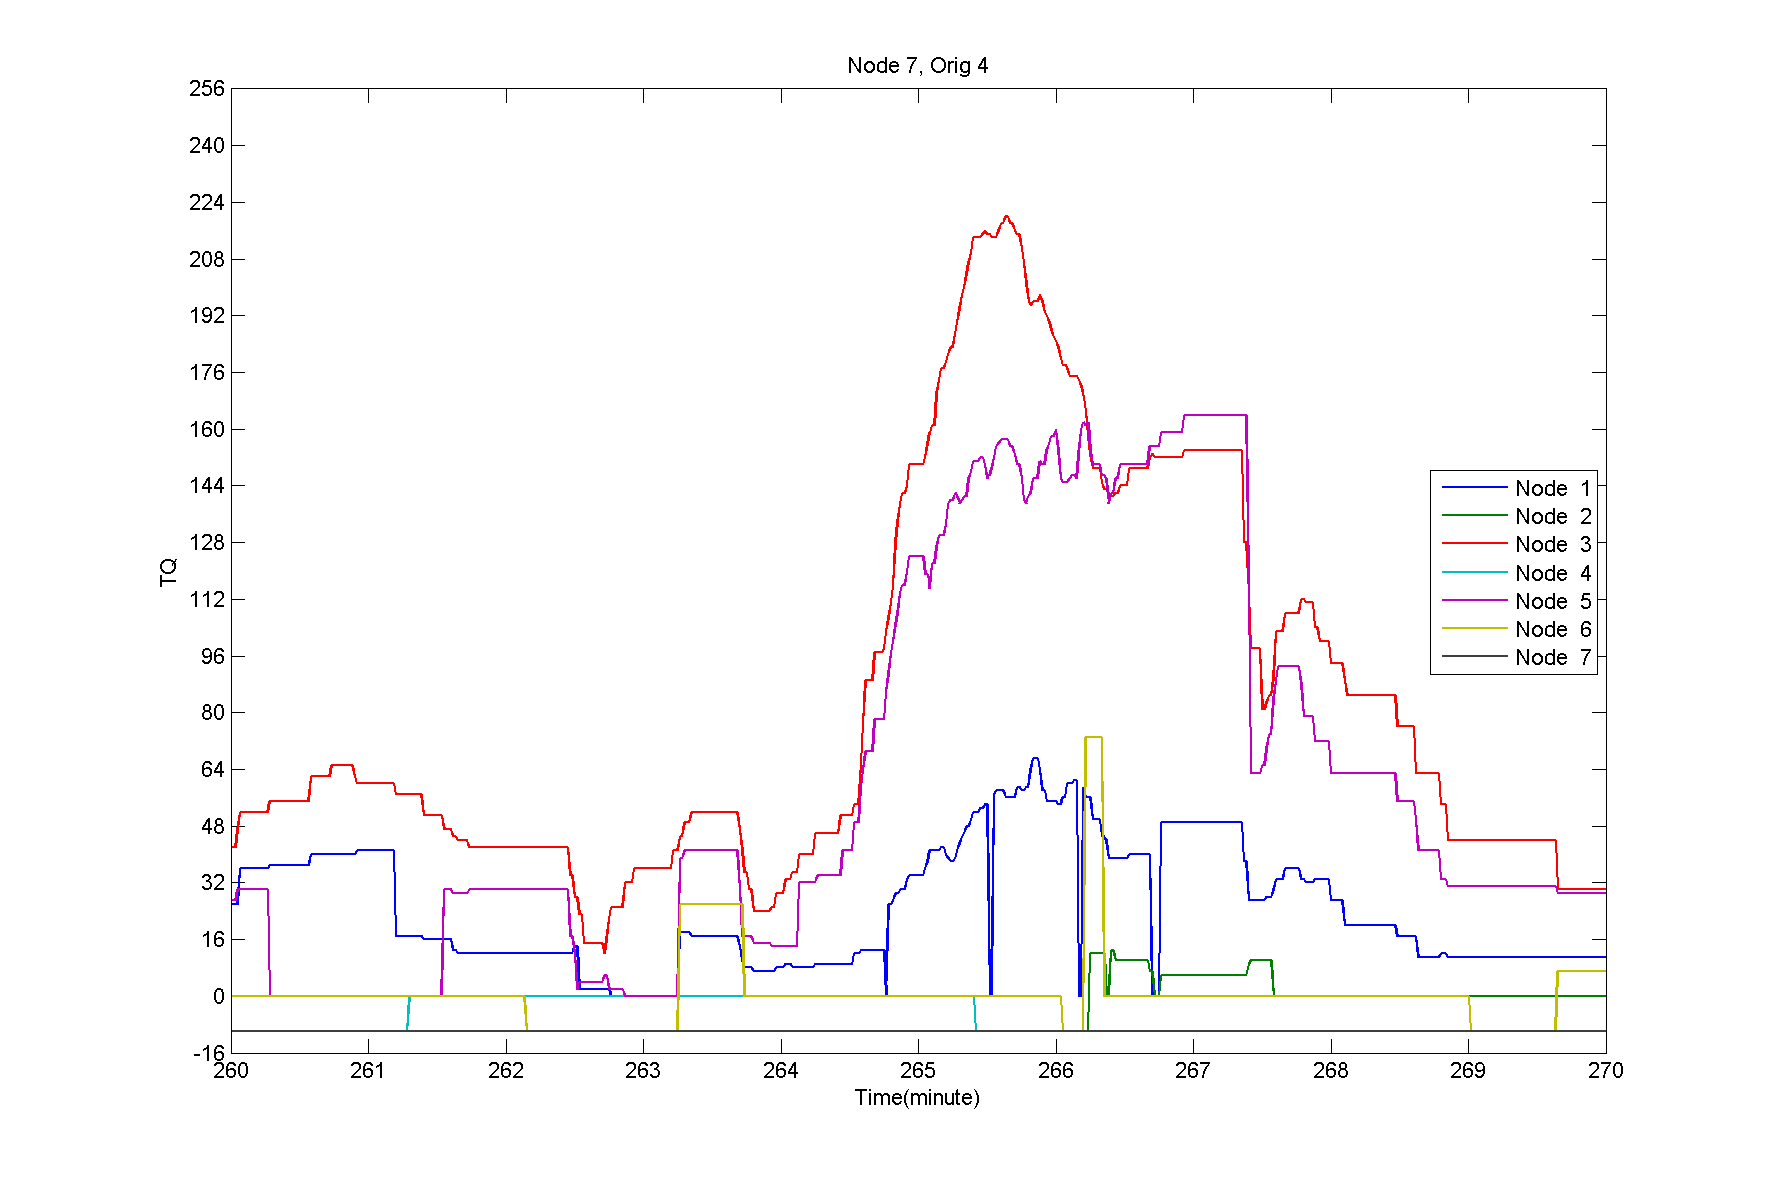 Node 7, Orig 4
256
240
224
208
192
176
160
144
128
112
96
80
64
48
32
16
0
-16
TQ
260 261 262 263 264 265 266 267 268 269 270
Time(minute)
Node 1
Node 2
Node 3
Node 4
Node 5
Node 6
Node 7